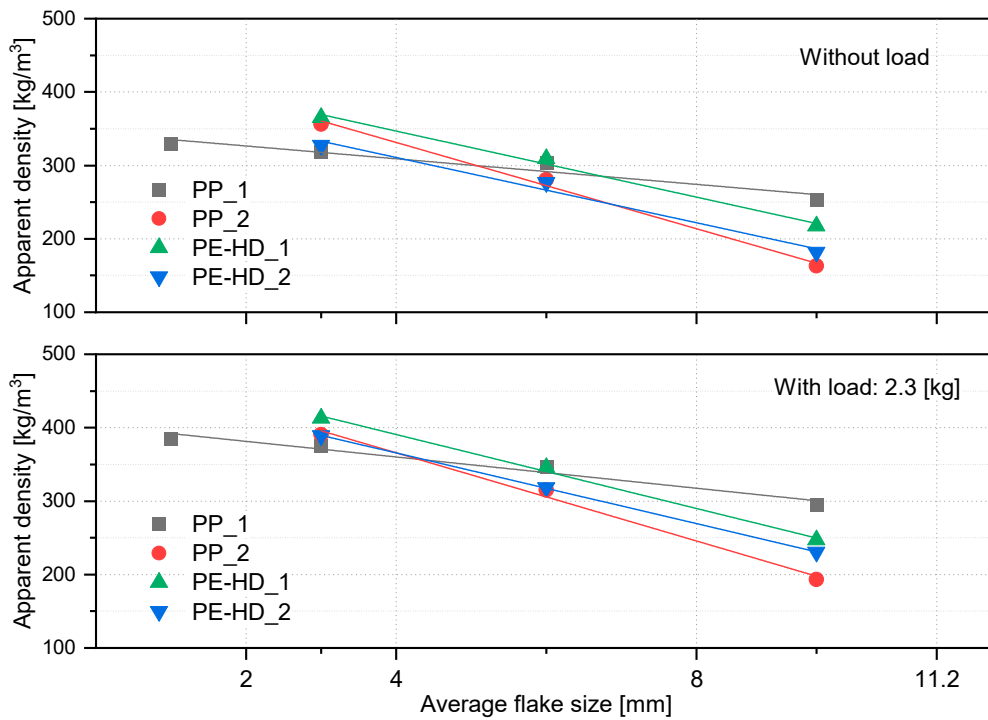 Apparent density [kg/m³]
500
400
300
200
100
Without load
PP_1
PP_2
PE-HD_1
PE-HD_2
Apparent density [kg/m³]
500
400
300
200
100
With load: 2.3 [kg]
PP_1
PP_2
PE-HD_1
PE-HD_2
2 4 8 11.2
Average flake size [mm]